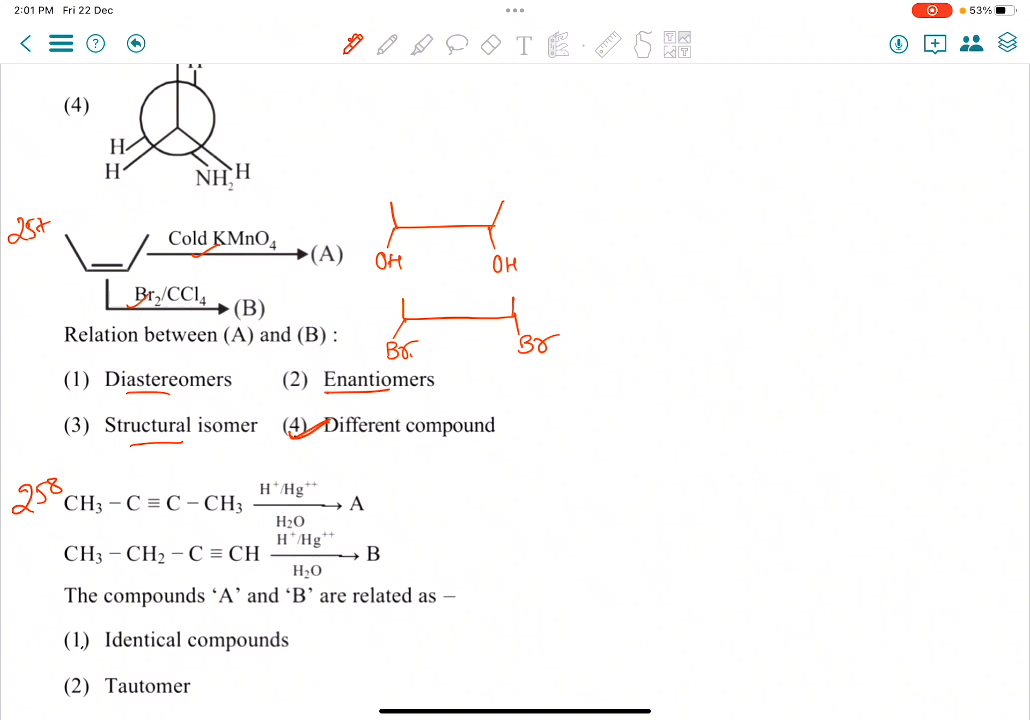 2:01 PM Fri 22 Dec
53%
(4)
H
H
H
NH2 H
257
Cold KMnO4 (A)
OH OH
Br2/CCl4 (B)
Br Br
Relation between (A) and (B) :
(1) Diastereomers (2) Enantiomers
(3) Structural isomer (4) Different compound
258
CH3 − C ≡ C − CH3 H+/Hg++ → A
H2O
CH3 − CH2 − C ≡ CH H+/Hg++ → B
H2O
The compounds ‘A’ and ‘B’ are related as −
(1) Identical compounds
(2) Tautomer